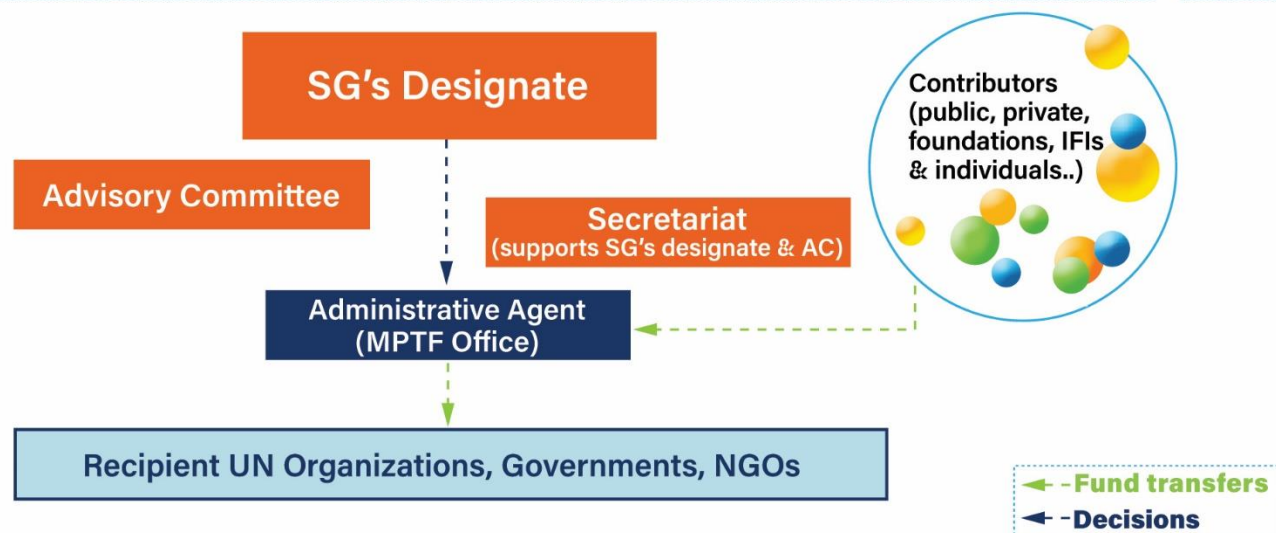 SG's Designate
Contributors
(public, private,
foundations, IFIs
& individuals..)
Advisory Committee
Secretariat
(supports SG's designate & AC)
Administrative Agent
(MPTF Office)
Recipient UN Organizations, Governments, NGOs
Fund transfers
Decisions